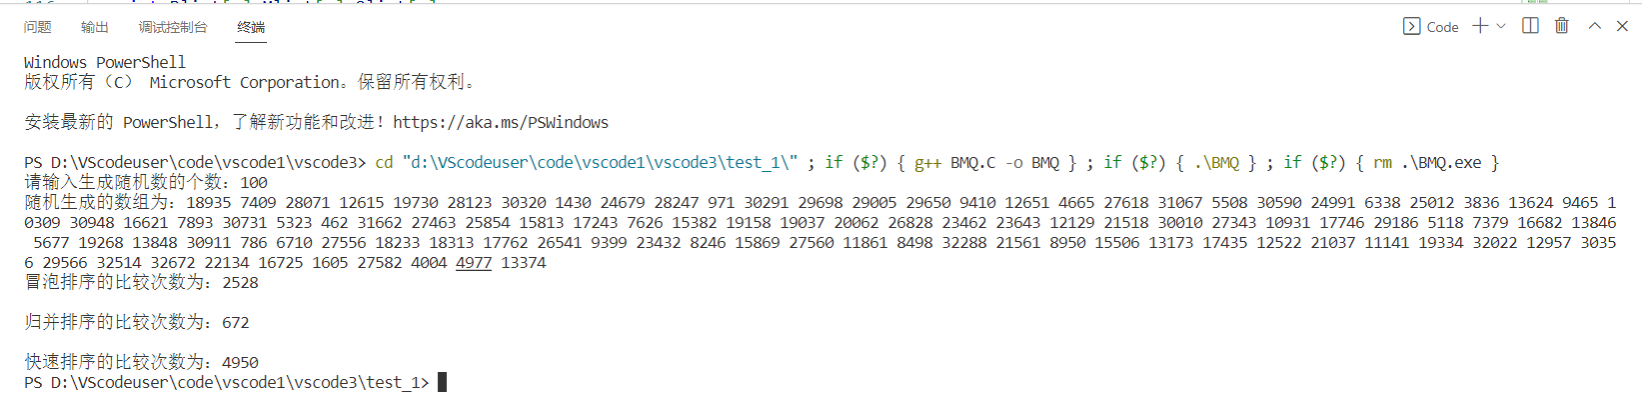 问题 输出 调试控制台 终端 Code
Windows PowerShell
版权所有（C） Microsoft Corporation。保留所有权利。
安装最新的 PowerShell，了解新功能和改进！https://aka.ms/PSWindows
PS D:\VScodeuser\code\vscode1\vscode3> cd "d:\VScodeuser\code\vscode1\vscode3\test_1\" ; if ($?) { g++ BMQ.C -o BMQ } ; if ($?) { .\BMQ } ; if ($?) { rm .\BMQ.exe }
请输入生成随机数的个数：100
随机生成的数组为：18935 7409 28071 12615 19730 28123 30320 1430 24679 28247 971 30291 29698 29005 29650 9410 12651 4665 27618 31067 5508 30590 24991 6338 25012 3836 13624 9465 1
0309 30948 16621 7893 30731 5323 462 31662 27463 25854 15813 17243 7626 15382 19158 19037 20062 26828 23462 23643 12129 21518 30010 27343 10931 17746 29186 5118 7379 16682 13846
5677 19268 13848 30911 786 6710 27556 18233 18313 17762 26541 9399 23432 8246 15869 27560 11861 8498 32288 21561 8950 15506 13173 17435 12522 21037 11141 19334 32022 12957 3035
6 29566 32514 32672 22134 16725 1605 27582 4004 4977 13374
冒泡排序的比较次数为：2528
归并排序的比较次数为：672
快速排序的比较次数为：4950
PS D:\VScodeuser\code\vscode1\vscode3\test_1>